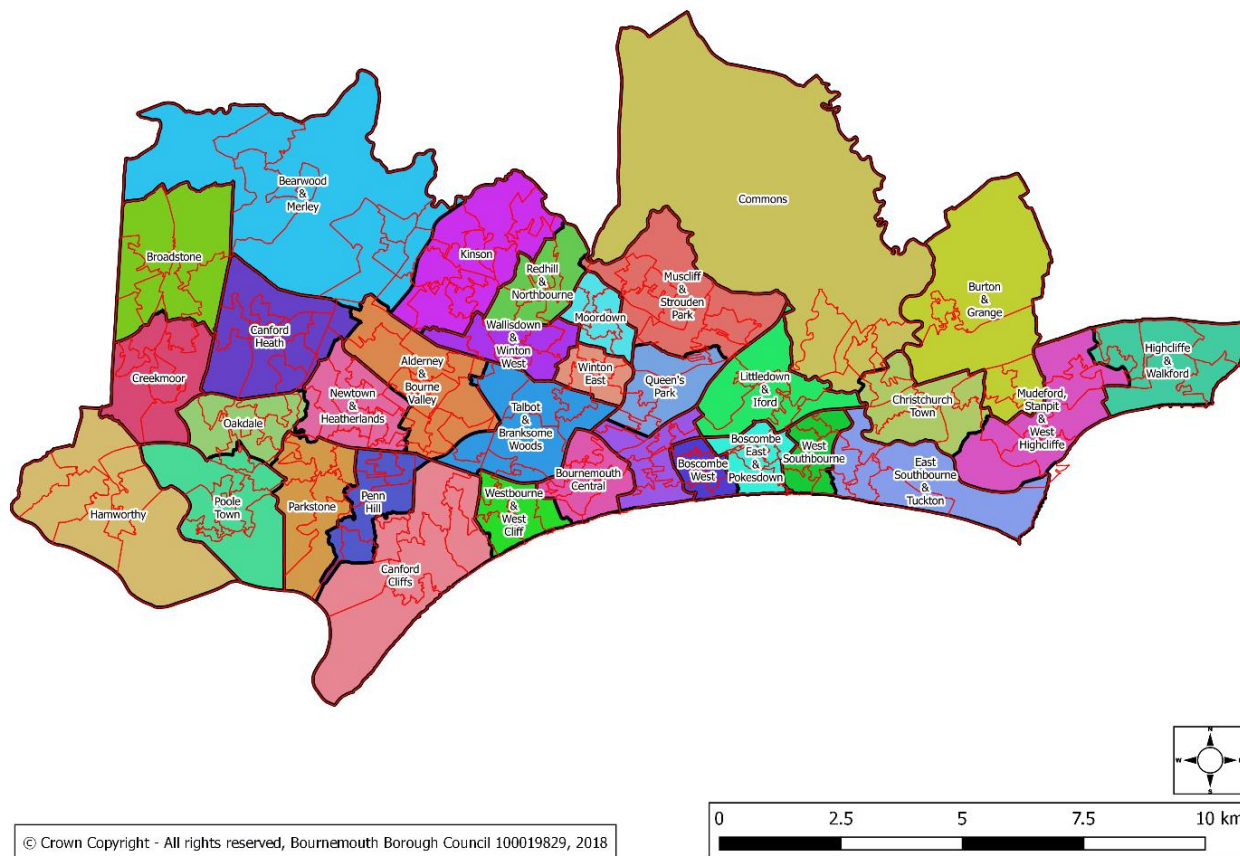 Commons
Bearwood
&
Merley
Broadstone
Kinson
Redhill
&
Northbourne
Muscliff
&
Strouden
Park
Burton
&
Grange
Canford
Heath
Moordown
Wallisdown
&
Winton
West
Highcliffe
&
Walkford
Creekmoor
Alderney
&
Bourne
Valley
Winton
East
Queen's
Park
Littledown
&
Iford
Newtown
&
Heatherlands
Talbot
&
Branksome
Woods
Christchurch
Town
Mudeford,
Stanpit
&
West
Highcliffe
Oakdale
Boscombe
East
&
Pokesdown
West
Southbourne
East
Southbourne
&
Tuckton
Bournemouth
Central
Boscombe
West
Hamworthy
Poole
Town
Parkstone
Penn
Hill
Westbourne
&
West
Cliff
Canford
Cliffs
N
W
S
0 2.5 5 7.5 10 km
© Crown Copyright - All rights reserved, Bournemouth Borough Council 100019829, 2018